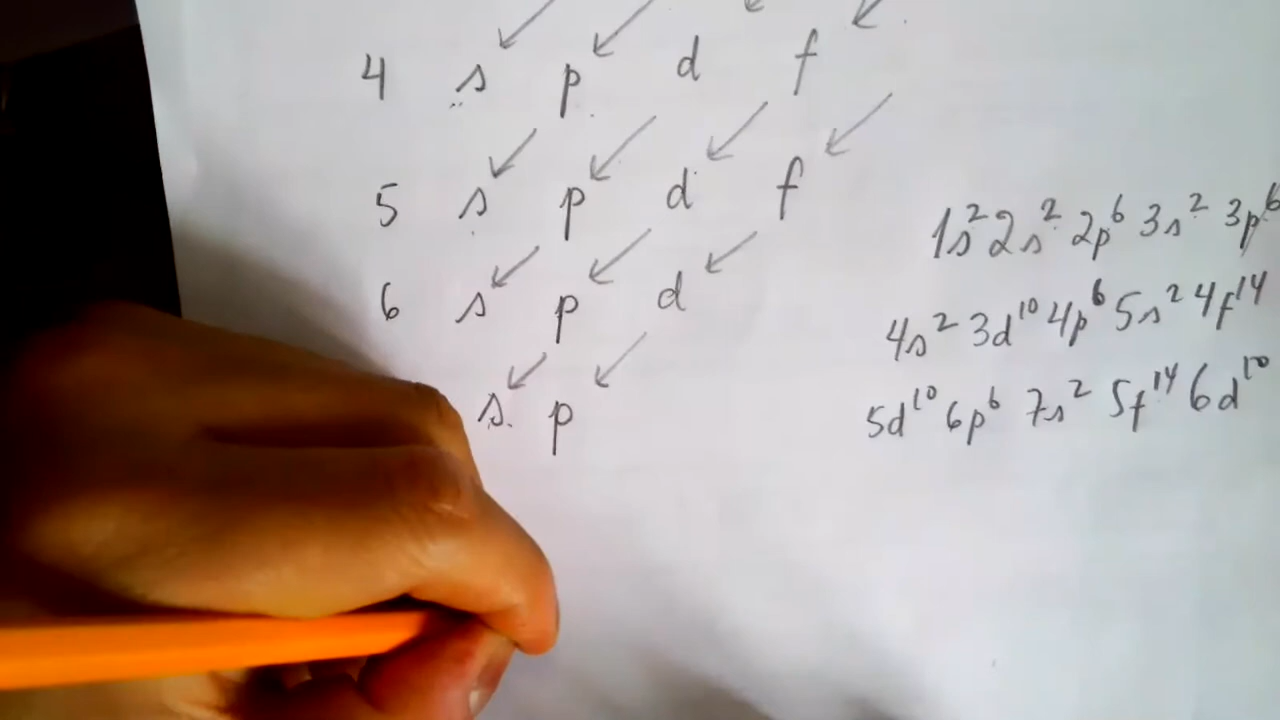 4 s p d f
5 s p d f
6 s p d
s p
1s² 2s² 2p⁶ 3s² 3p⁶
4s² 3d¹⁰ 4p⁶ 5s² 4f¹⁴
5d¹⁰ 6p⁶ 7s² 5f¹⁴ 6d¹⁰